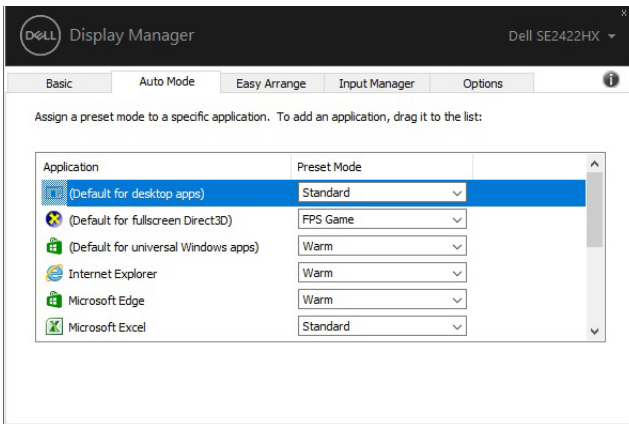 DELL Display Manager Dell SE2422HX
x
Basic Auto Mode Easy Arrange Input Manager Options
Assign a preset mode to a specific application. To add an application, drag it to the list:
Application Preset Mode
(Default for desktop apps) Standard
(Default for fullscreen Direct3D) FPS Game
(Default for universal Windows apps) Warm
Internet Explorer Warm
Microsoft Edge Warm
Microsoft Excel Standard